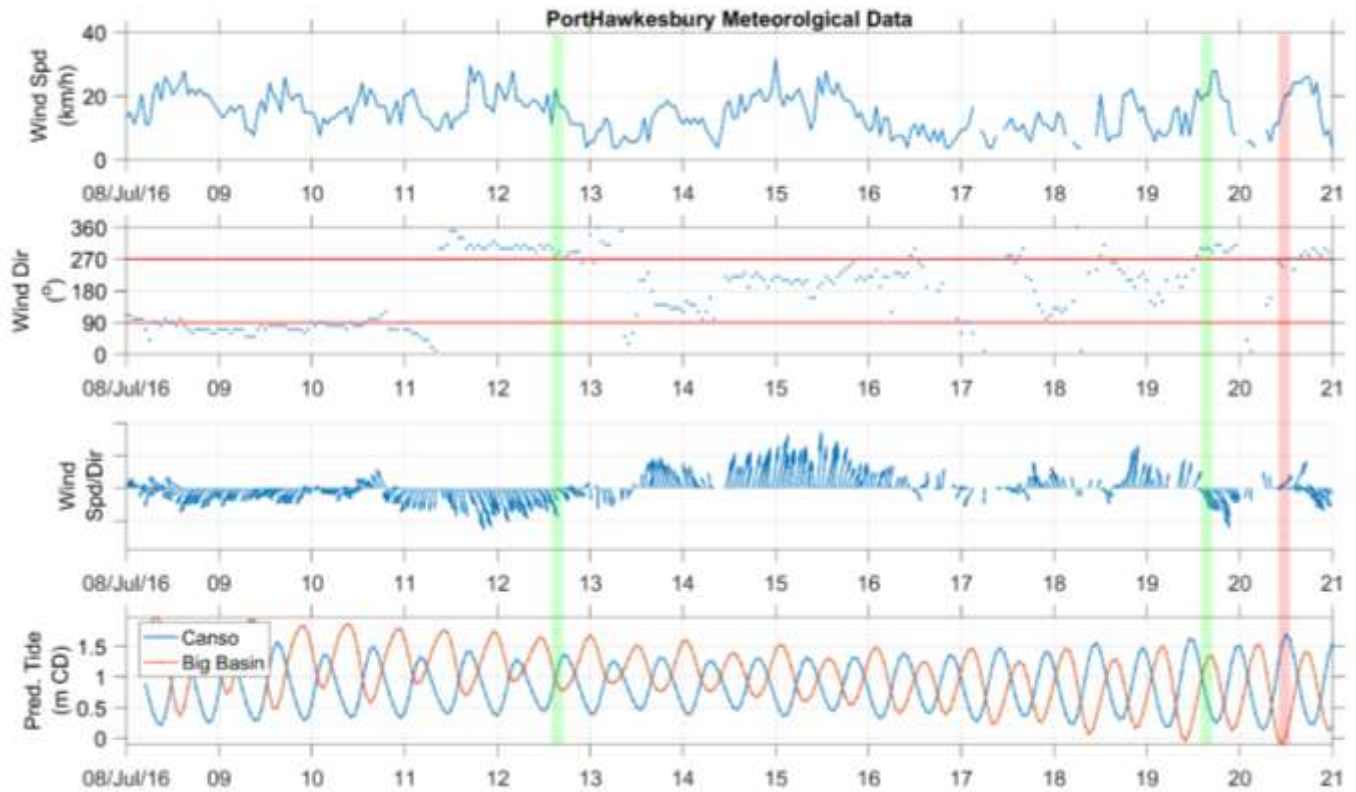 PortHawkesbury Meteorolgical Data
Wind Spd
(km/h)
40
20
0
08/Jul/16 09 10 11 12 13 14 15 16 17 18 19 20 21
Wind Dir
(°)
360
270
180
90
0
08/Jul/16 09 10 11 12 13 14 15 16 17 18 19 20 21
Wind
Spd/Dir
08/Jul/16 09 10 11 12 13 14 15 16 17 18 19 20 21
Pred. Tide
(m CD)
1.5
1
0.5
0
Canso
Big Basin
08/Jul/16 09 10 11 12 13 14 15 16 17 18 19 20 21